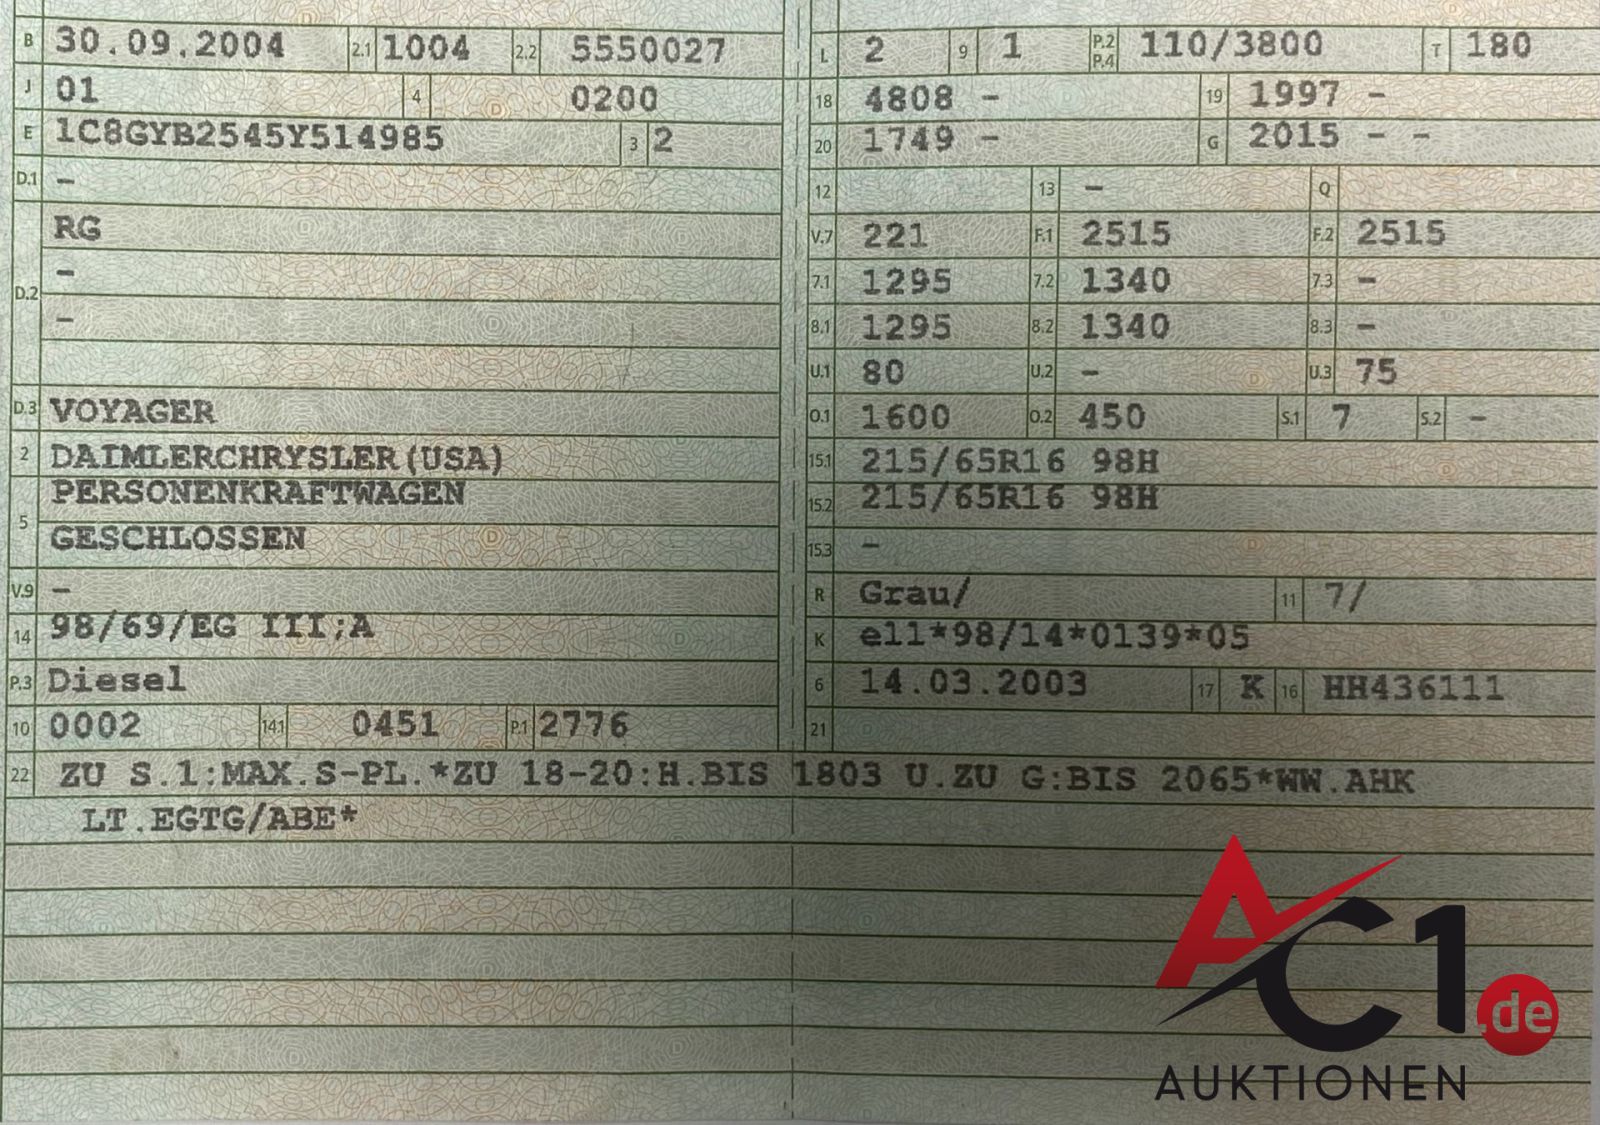 B 30.09.2004 2.1 1004 2.2 5550027
J 01 4 0200
E 1C8GYB2545Y514985 3 2
D.1 –
D.2 RG
–
–
D.3 VOYAGER
2 DAIMLERCHRYSLER(USA)
5 PERSONENKRAFTWAGEN
GESCHLOSSEN
V.9 –
14 98/69/EG III;A
P.3 Diesel
10 0002 14.1 0451 P.1 2776
L 2 9 1 P.2 P.4 110/3800 T 180
18 4808 – 19 1997 –
20 1749 – G 2015 – –
12 13 – Q
V.7 221 F.1 2515 F.2 2515
7.1 1295 7.2 1340 7.3 –
8.1 1295 8.2 1340 8.3 –
U.1 80 U.2 – U.3 75
O.1 1600 O.2 450 S.1 7 S.2 –
15.1 215/65R16 98H
15.2 215/65R16 98H
15.3 –
R Grau/ 11 7/
K e11*98/14*0139*05
6 14.03.2003 17 K 16 HH436111
21
22 ZU S.1:MAX.S-PL.*ZU 18-20:H.BIS 1803 U.ZU G:BIS 2065*WW.AHK
LT.EGTG/ABE*
AC1.de
AUKTIONEN